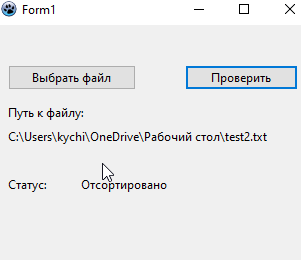 Form1
Выбрать файл Проверить
Путь к файлу:
C:\Users\kychi\OneDrive\Рабочий стол\test2.txt
Статус: Отсортировано